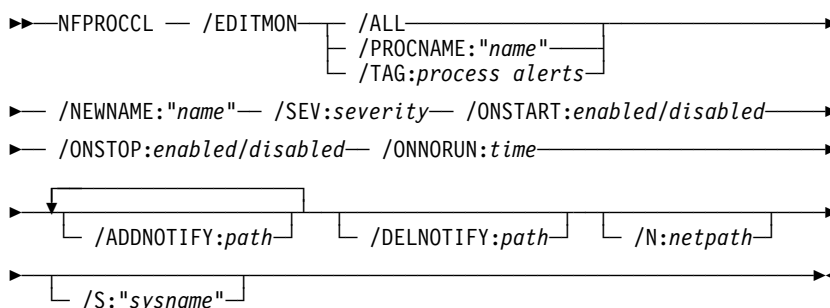 NFPROCCL /EDITMON /ALL
/PROCNAME:"name"
/TAG:process alerts
/NEWNAME:"name" /SEV:severity /ONSTART:enabled/disabled
/ONSTOP:enabled/disabled /ONNORUN:time
/ADDNOTIFY:path /DELNOTIFY:path /N:netpath
/S:"sysname"